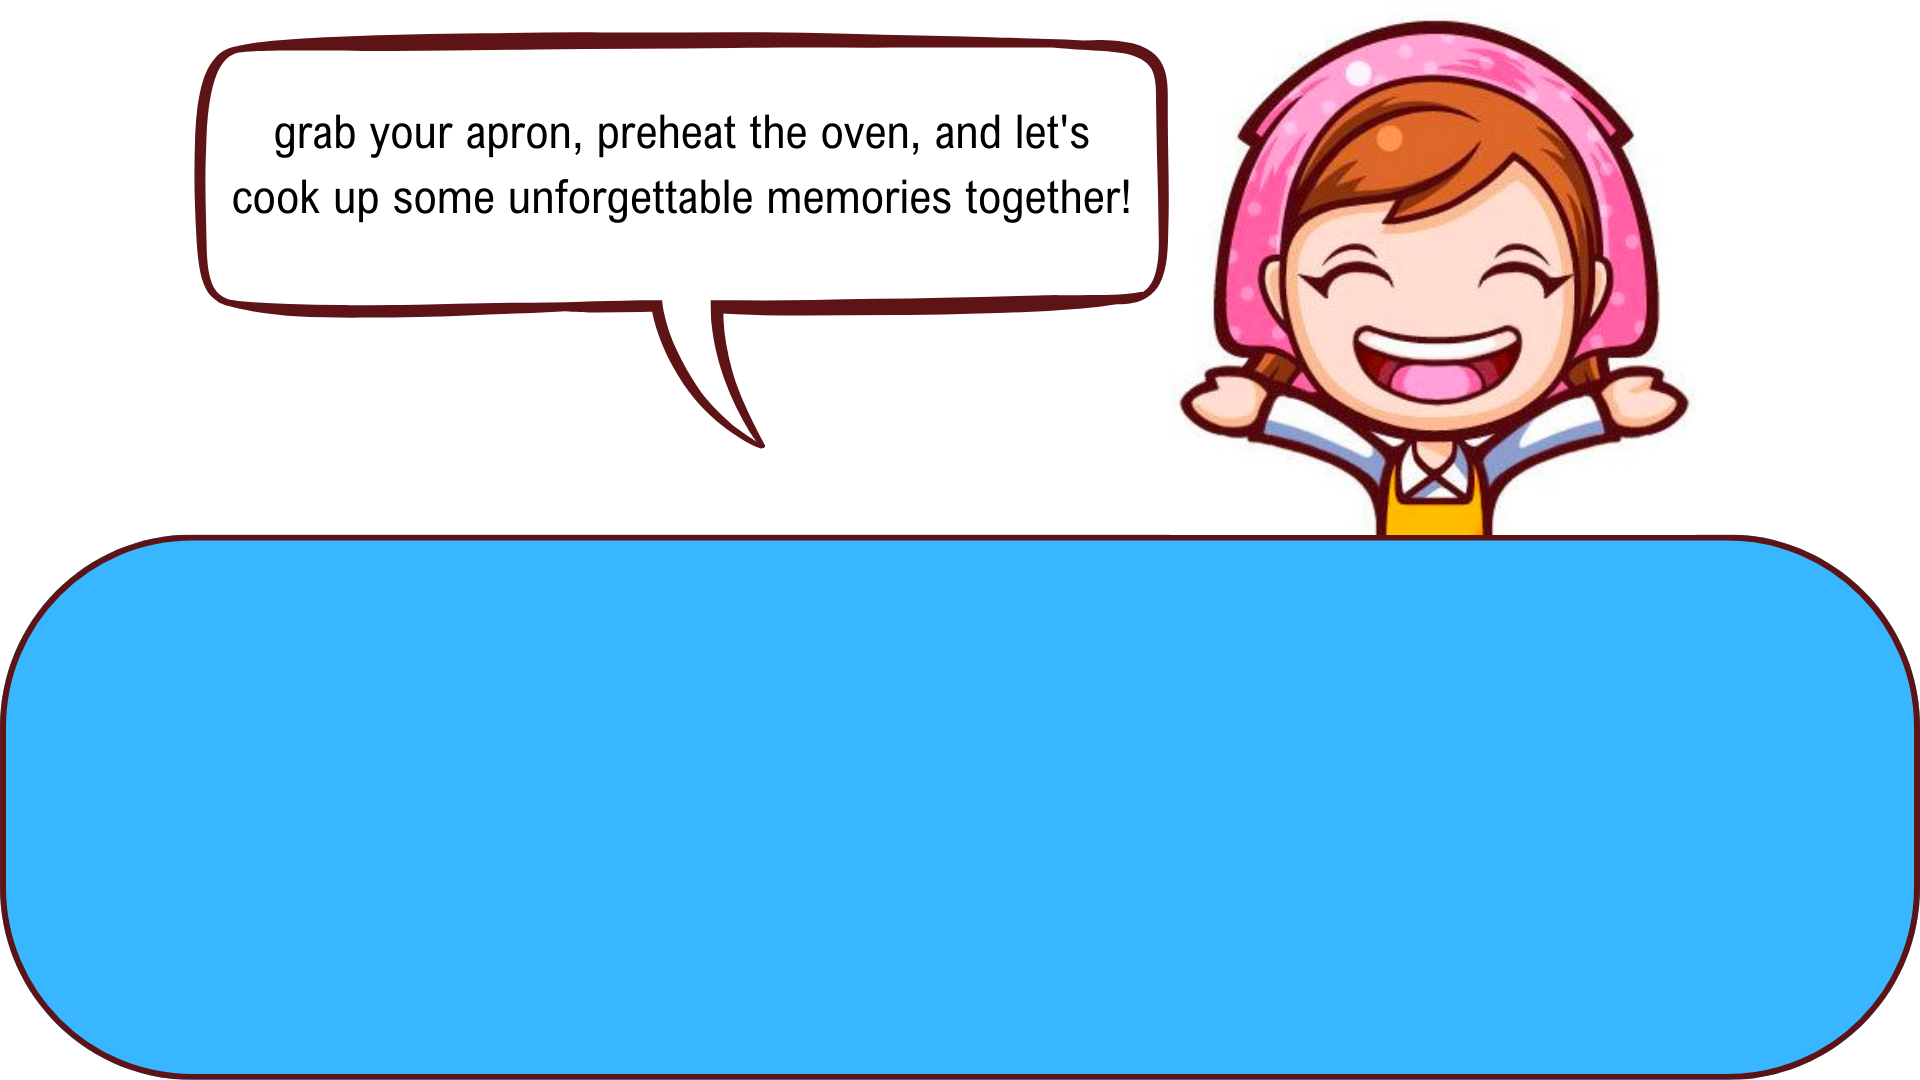 grab your apron, preheat the oven, and let's
cook up some unforgettable memories together!